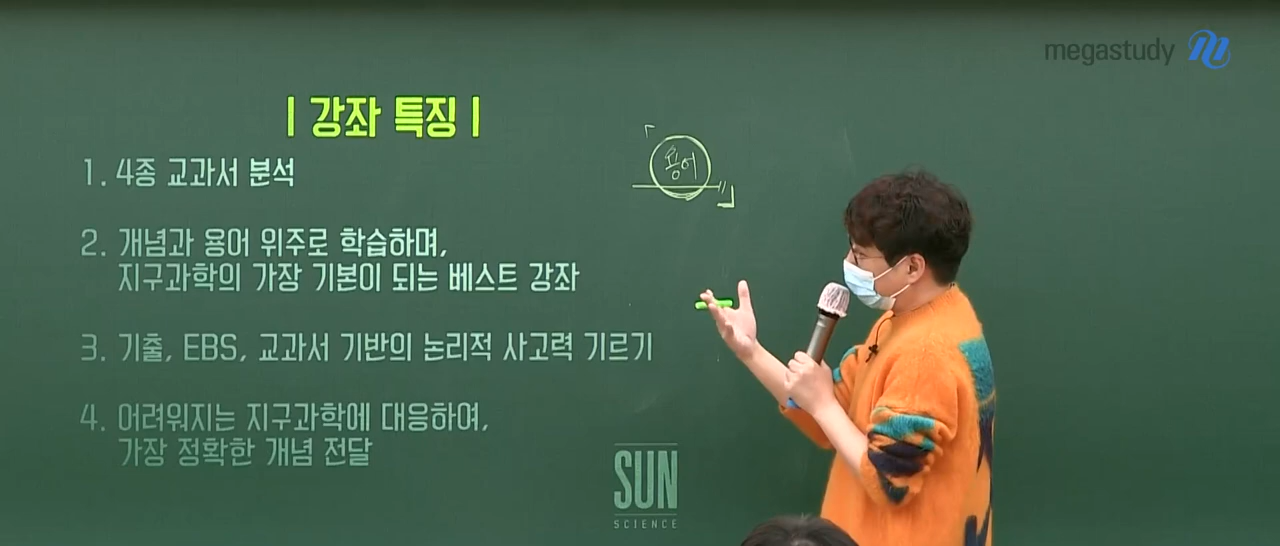 megastudy
| 강좌 특징 |
용어
1. 4종 교과서 분석
2. 개념과 용어 위주로 학습하며,
지구과학의 가장 기본이 되는 베스트 강좌
3. 기출, EBS, 교과서 기반의 논리적 사고력 기르기
4. 어려워지는 지구과학에 대응하여,
가장 정확한 개념 전달
SUN
SCIENCE